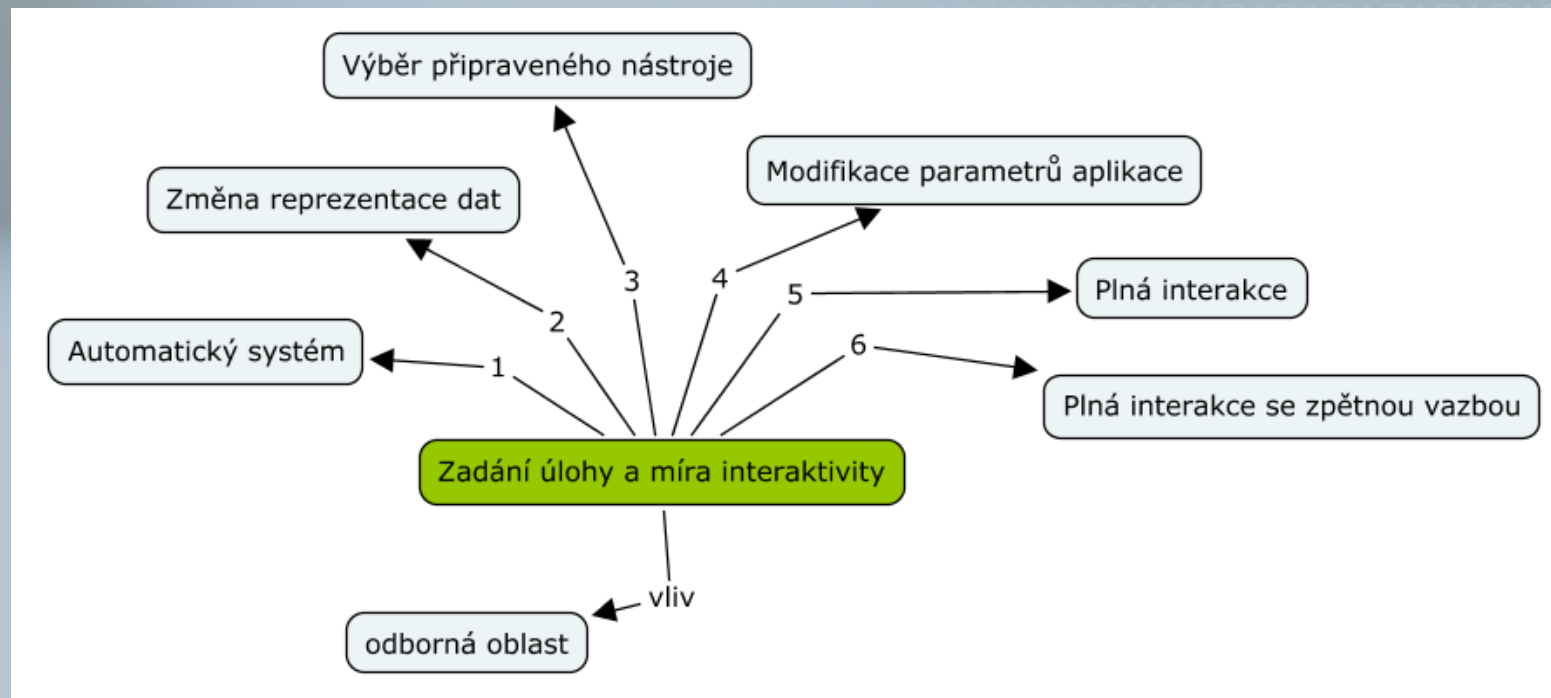 Výběr připraveného nástroje
Modifikace parametrů aplikace
Změna reprezentace dat
3
4
Plná interakce
5
2
6
Automatický systém
1
Plná interakce se zpětnou vazbou
Zadání úlohy a míra interaktivity
vliv
odborná oblast